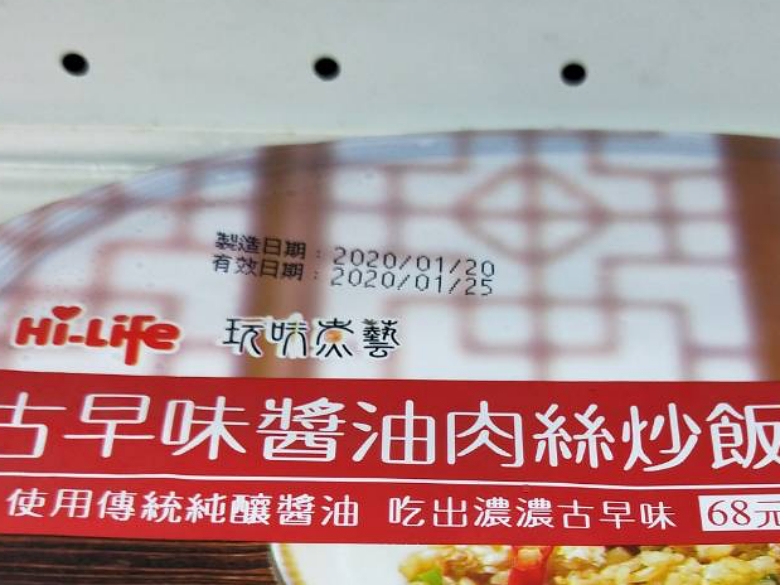 製造日期：2020/01/20
有效日期：2020/01/25
Hi-Life 玩味煮藝
古早味醬油肉絲炒飯
使用傳統純釀醬油 吃出濃濃古早味 68元